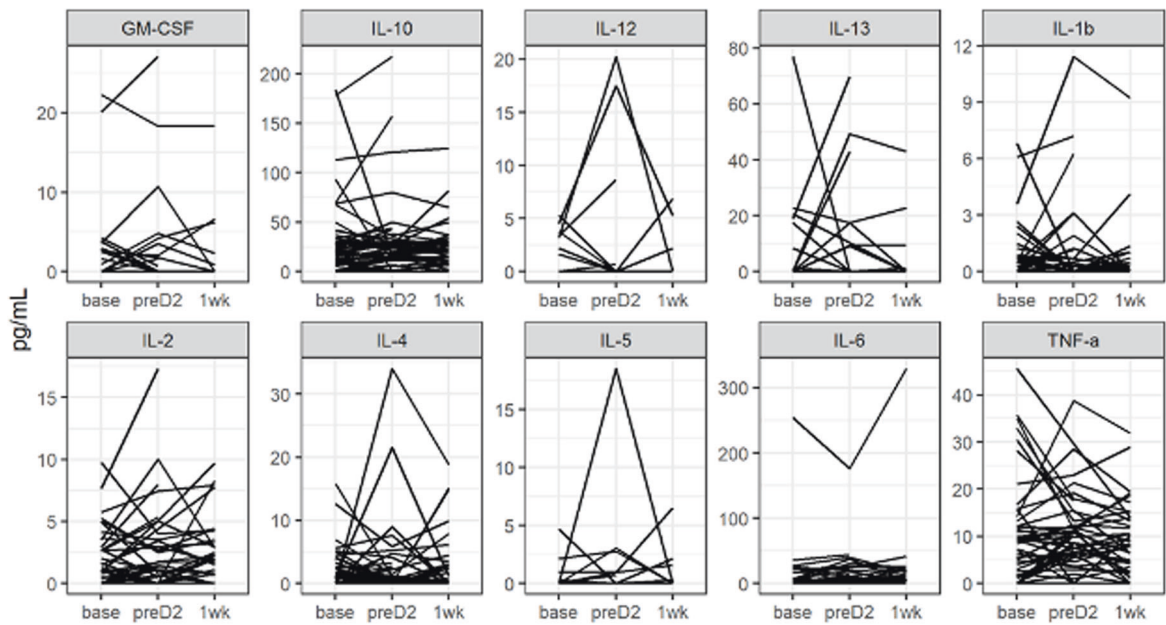 GM-CSF IL-10 IL-12 IL-13 IL-1b
20 10 0
200 150 100 50 0
20 15 10 5 0
80 60 40 20 0
12 9 6 3 0
base preD2 1wk base preD2 1wk base preD2 1wk base preD2 1wk base preD2 1wk
pg/mL
IL-2 IL-4 IL-5 IL-6 TNF-a
15 10 5 0
30 20 10 0
15 10 5 0
300 200 100 0
40 30 20 10 0
base preD2 1wk base preD2 1wk base preD2 1wk base preD2 1wk base preD2 1wk